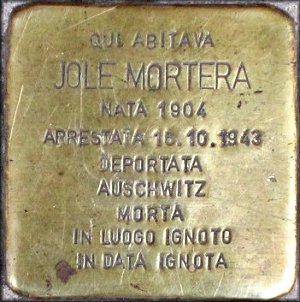 QUI ABITAVA
JOLE MORTERA
NATA 1904
ARRESTATA 16.10.1943
DEPORTATA
AUSCHWITZ
MORTA
IN LUOGO IGNOTO
IN DATA IGNOTA